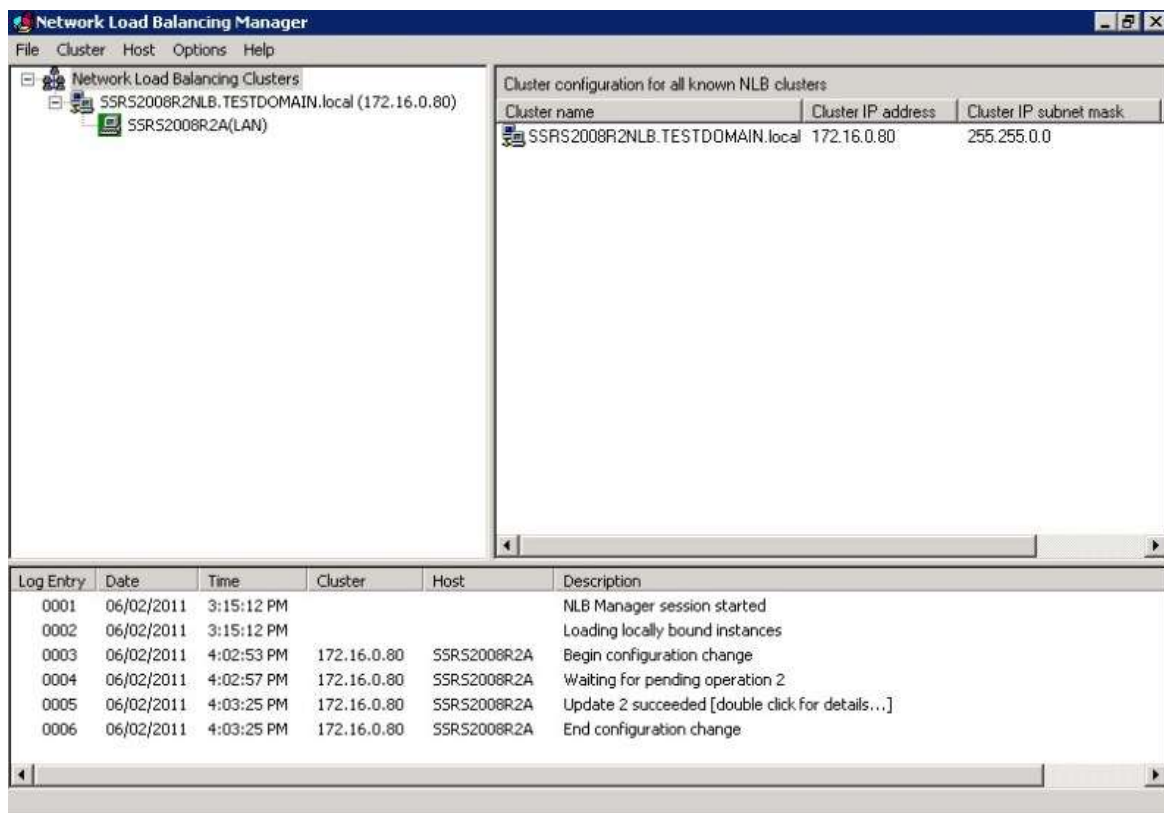 Network Load Balancing Manager
File Cluster Host Options Help
Network Load Balancing Clusters
SSRS2008R2NLB.TESTDOMAIN.local (172.16.0.80)
SSRS2008R2A(LAN)
Cluster configuration for all known NLB clusters
Cluster name Cluster IP address Cluster IP subnet mask
SSRS2008R2NLB.TESTDOMAIN.local 172.16.0.80 255.255.0.0
Log Entry Date Time Cluster Host Description
0001 06/02/2011 3:15:12 PM NLB Manager session started
0002 06/02/2011 3:15:12 PM Loading locally bound instances
0003 06/02/2011 4:02:53 PM 172.16.0.80 SSRS2008R2A Begin configuration change
0004 06/02/2011 4:02:57 PM 172.16.0.80 SSRS2008R2A Waiting for pending operation 2
0005 06/02/2011 4:03:25 PM 172.16.0.80 SSRS2008R2A Update 2 succeeded [double click for details...]
0006 06/02/2011 4:03:25 PM 172.16.0.80 SSRS2008R2A End configuration change